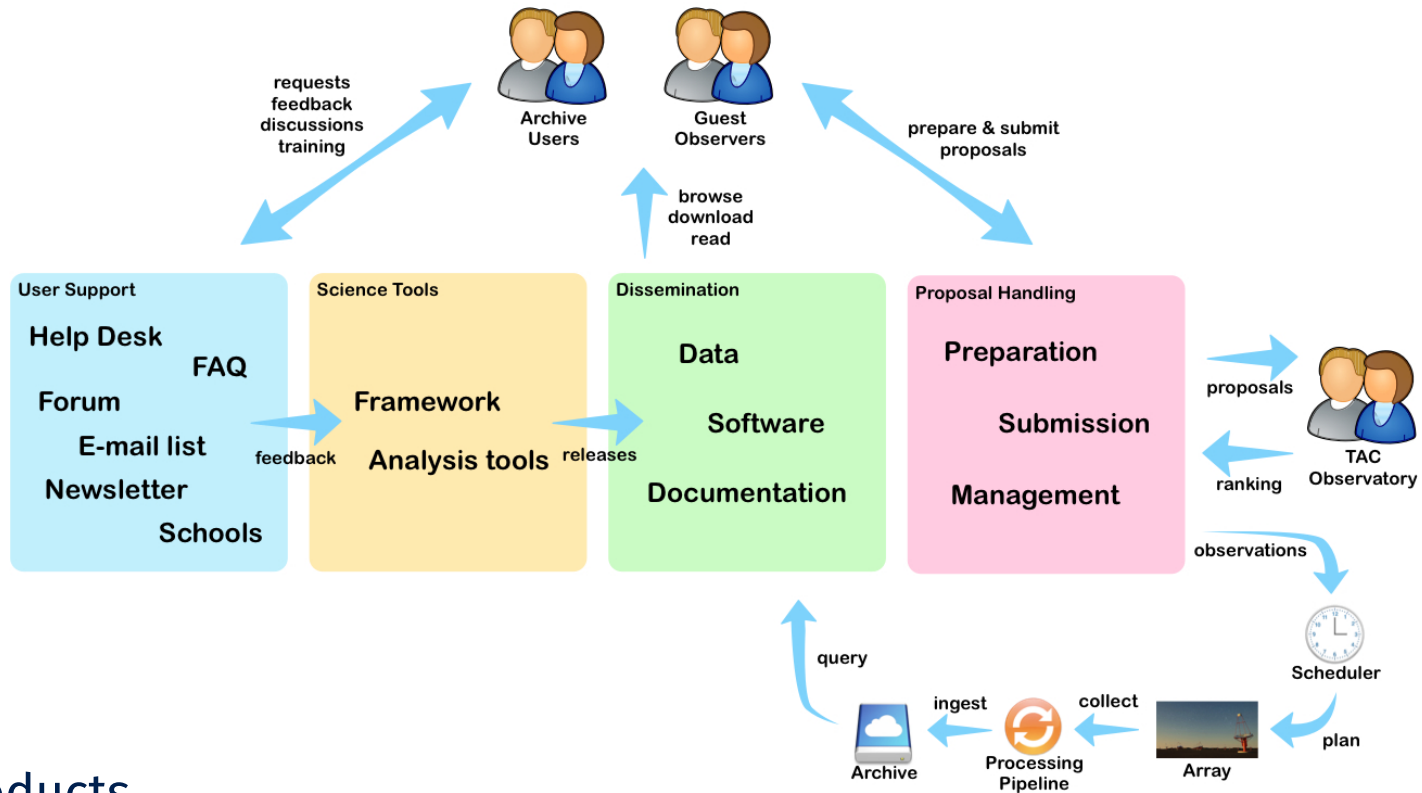 requests
feedback
discussions
training
Archive
Users
Guest
Observers
prepare & submit
proposals
browse
download
read
User Support
Help Desk
FAQ
Forum
E-mail list
Newsletter
Schools
feedback
Science Tools
Framework
Analysis tools
releases
Dissemination
Data
Software
Documentation
Proposal Handling
Preparation
Submission
Management
proposals
TAC
Observatory
ranking
observations
Scheduler
plan
Array
collect
Processing
Pipeline
ingest
Archive
query